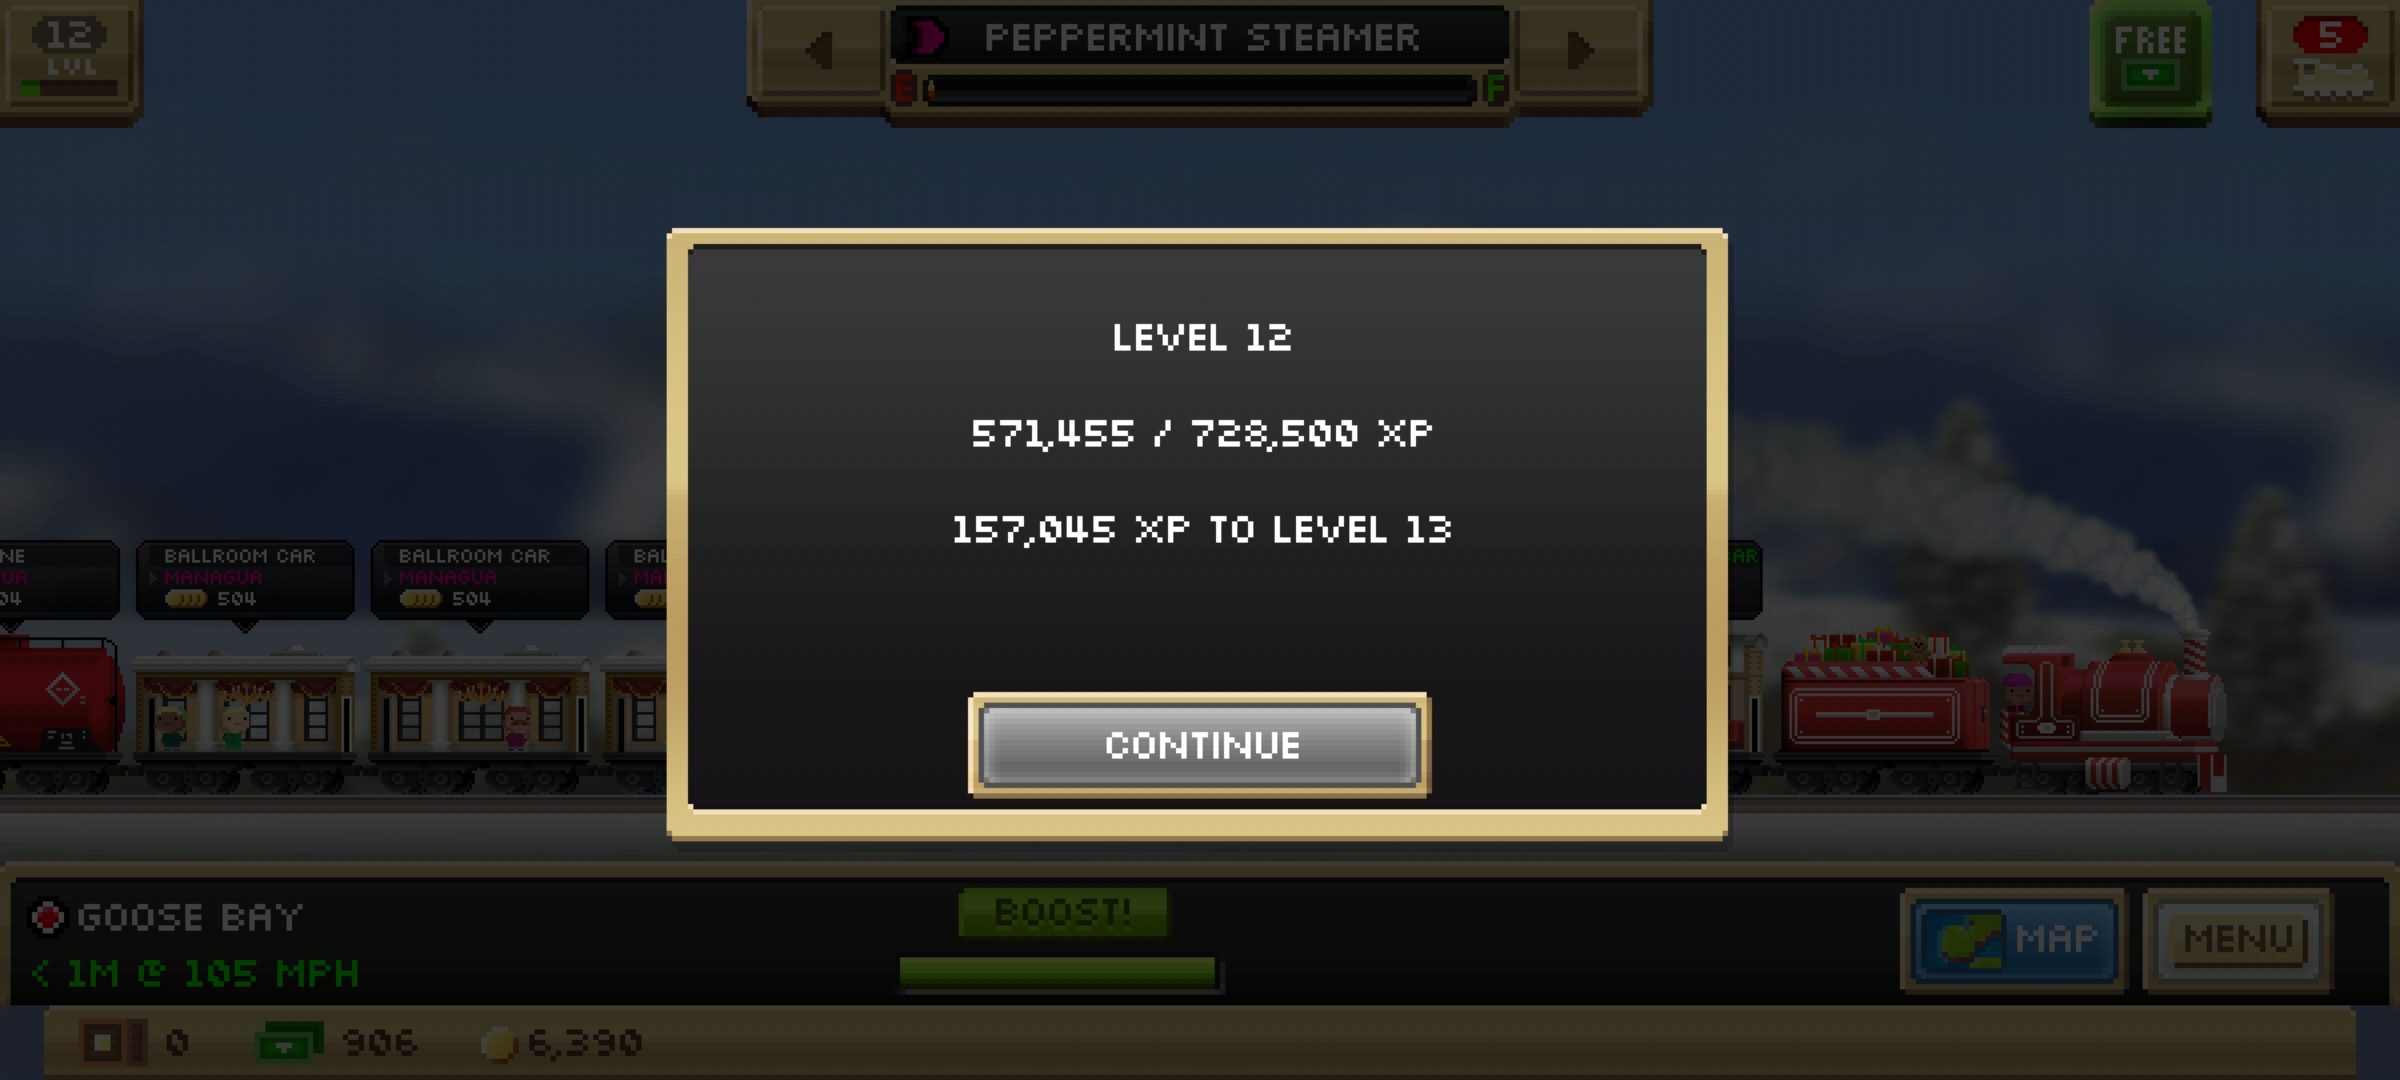 12
LVL
PEPPERMINT STEAMER
E F
FREE
5
LEVEL 12
571,455 / 728,500 XP
157,045 XP TO LEVEL 13
CONTINUE
BALLROOM CAR
MANAGUA
504
BALLROOM CAR
MANAGUA
504
GOOSE BAY
< 1M @ 105 MPH
BOOST!
MAP
MENU
0
906
6,390